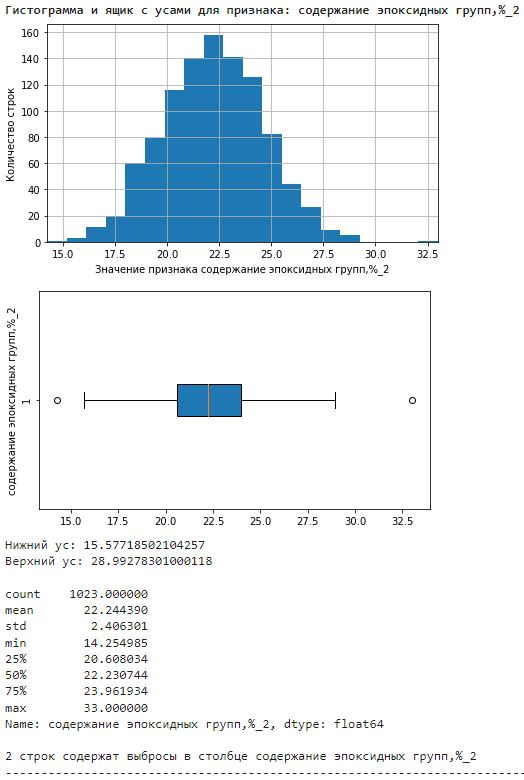 Гистограмма и ящик с усами для признака: содержание эпоксидных групп,%_2
160
140
120
100
80
60
40
20
0
Количество строк
15.0 17.5 20.0 22.5 25.0 27.5 30.0 32.5
Значение признака содержание эпоксидных групп,%_2
содержание эпоксидных групп,%_2
1
15.0 17.5 20.0 22.5 25.0 27.5 30.0 32.5
Нижний ус: 15.57718502104257
Верхний ус: 28.99278301000118
count 1023.000000
mean 22.244390
std 2.406301
min 14.254985
25% 20.608034
50% 22.230744
75% 23.961934
max 33.000000
Name: содержание эпоксидных групп,%_2, dtype: float64
2 строк содержат выбросы в столбце содержание эпоксидных групп,%_2